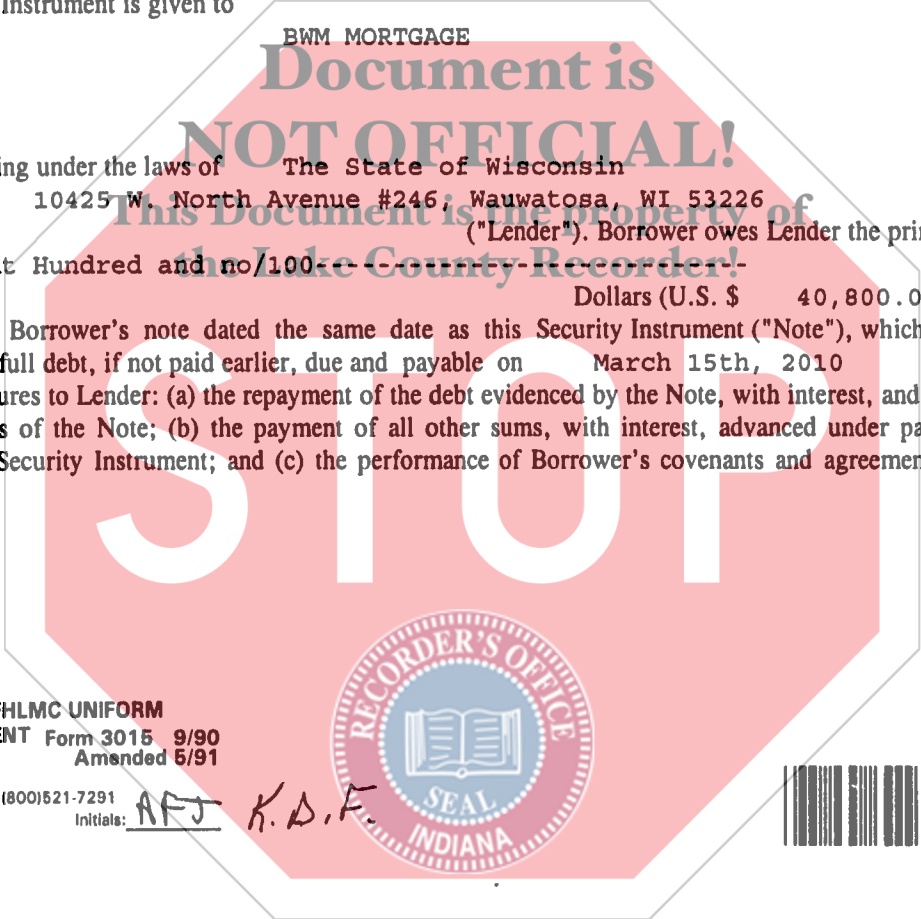 Instrument is given to
BWM MORTGAGE
Document is
NOT OFFICIAL!
ing under the laws of The State of Wisconsin
10425 W. North Avenue #246, Wauwatosa, WI 53226
This Document is the property of
("Lender"). Borrower owes Lender the pri
t Hundred and no/100----------------------------------
the Lake County Recorder!
Dollars (U.S. $ 40,800.0
Borrower's note dated the same date as this Security Instrument ("Note"), which
full debt, if not paid earlier, due and payable on March 15th, 2010
ures to Lender: (a) the repayment of the debt evidenced by the Note, with interest, and
s of the Note; (b) the payment of all other sums, with interest, advanced under pa
Security Instrument; and (c) the performance of Borrower's covenants and agreemen
STOP
RECORDER'S OFFICE
SEAL
INDIANA
HLMC UNIFORM
ENT Form 3015 9/90
Amended 5/91
(800)521-7291
Initials: AFJ K.D.F.